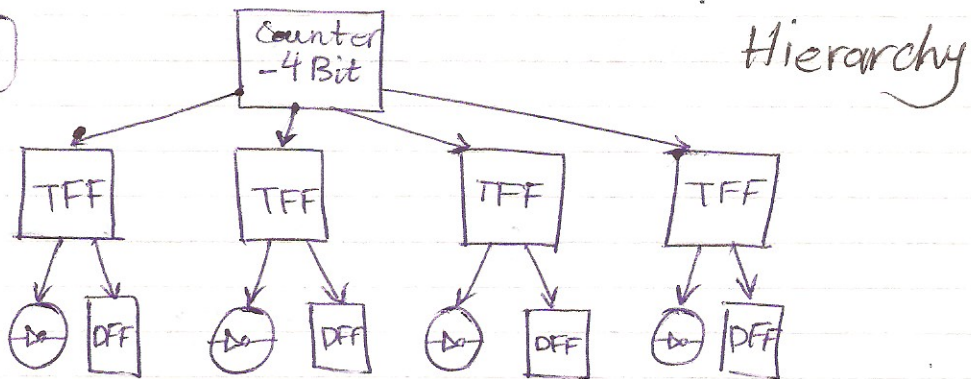 Counter
-4 Bit
Hierarchy
TFF
TFF
TFF
TFF
DFF
DFF
DFF
DFF